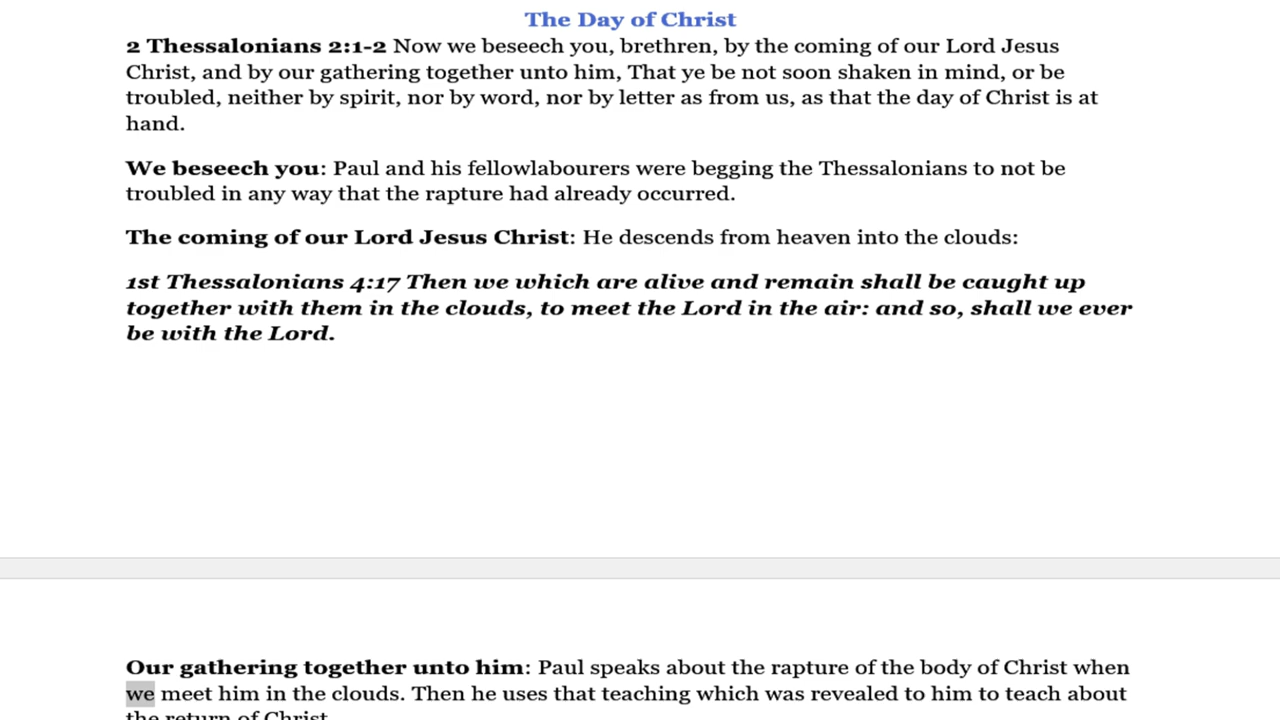 The Day of Christ
2 Thessalonians 2:1-2 Now we beseech you, brethren, by the coming of our Lord Jesus
Christ, and by our gathering together unto him, That ye be not soon shaken in mind, or be
troubled, neither by spirit, nor by word, nor by letter as from us, as that the day of Christ is at
hand.
We beseech you: Paul and his fellowlabourers were begging the Thessalonians to not be
troubled in any way that the rapture had already occurred.
The coming of our Lord Jesus Christ: He descends from heaven into the clouds:
1st Thessalonians 4:17 Then we which are alive and remain shall be caught up
together with them in the clouds, to meet the Lord in the air: and so, shall we ever
be with the Lord.
Our gathering together unto him: Paul speaks about the rapture of the body of Christ when
we meet him in the clouds. Then he uses that teaching which was revealed to him to teach about
the return of Christ.